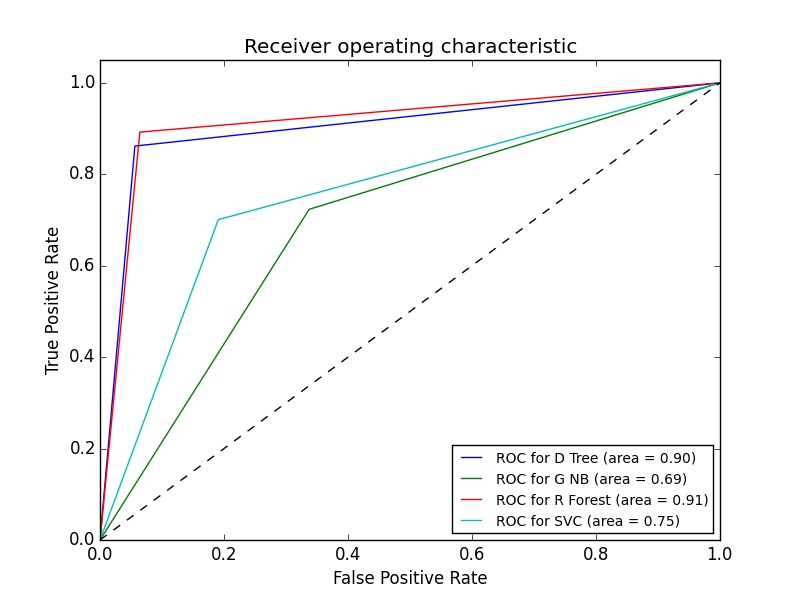 Receiver operating characteristic
1.0
0.8
0.6
0.4
0.2
0.0
True Positive Rate
ROC for D Tree (area = 0.90)
ROC for G NB (area = 0.69)
ROC for R Forest (area = 0.91)
ROC for SVC (area = 0.75)
0.0 0.2 0.4 0.6 0.8 1.0
False Positive Rate